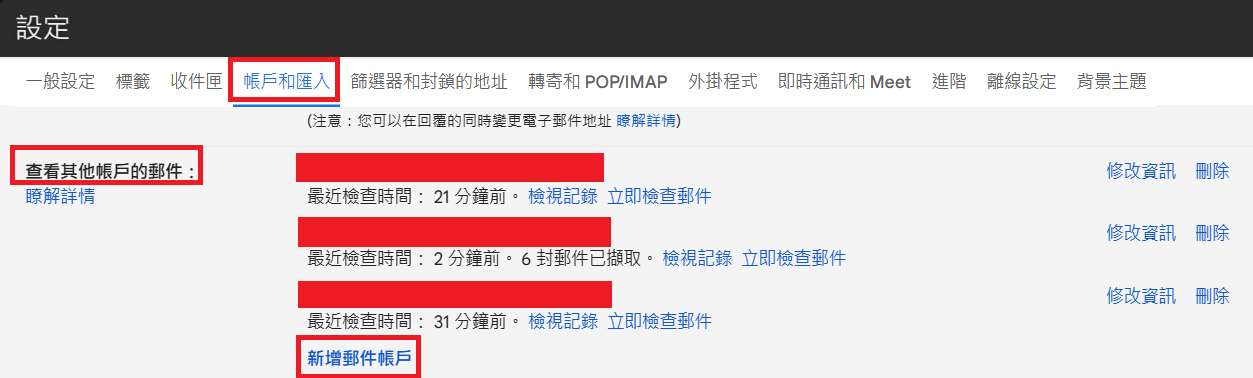 設定
一般設定 標籤 收件匣 帳戶和匯入 篩選器和封鎖的地址 轉寄和 POP/IMAP 外掛程式 即時通訊和 Meet 進階 離線設定 背景主題
(注意：您可以在回覆的同時變更電子郵件地址 瞭解詳情)
查看其他帳戶的郵件： 修改資訊 刪除
瞭解詳情 最近檢查時間： 21 分鐘前。 檢視記錄 立即檢查郵件
修改資訊 刪除
最近檢查時間： 2 分鐘前。 6 封郵件已擷取。 檢視記錄 立即檢查郵件
修改資訊 刪除
最近檢查時間： 31 分鐘前。 檢視記錄 立即檢查郵件
新增郵件帳戶